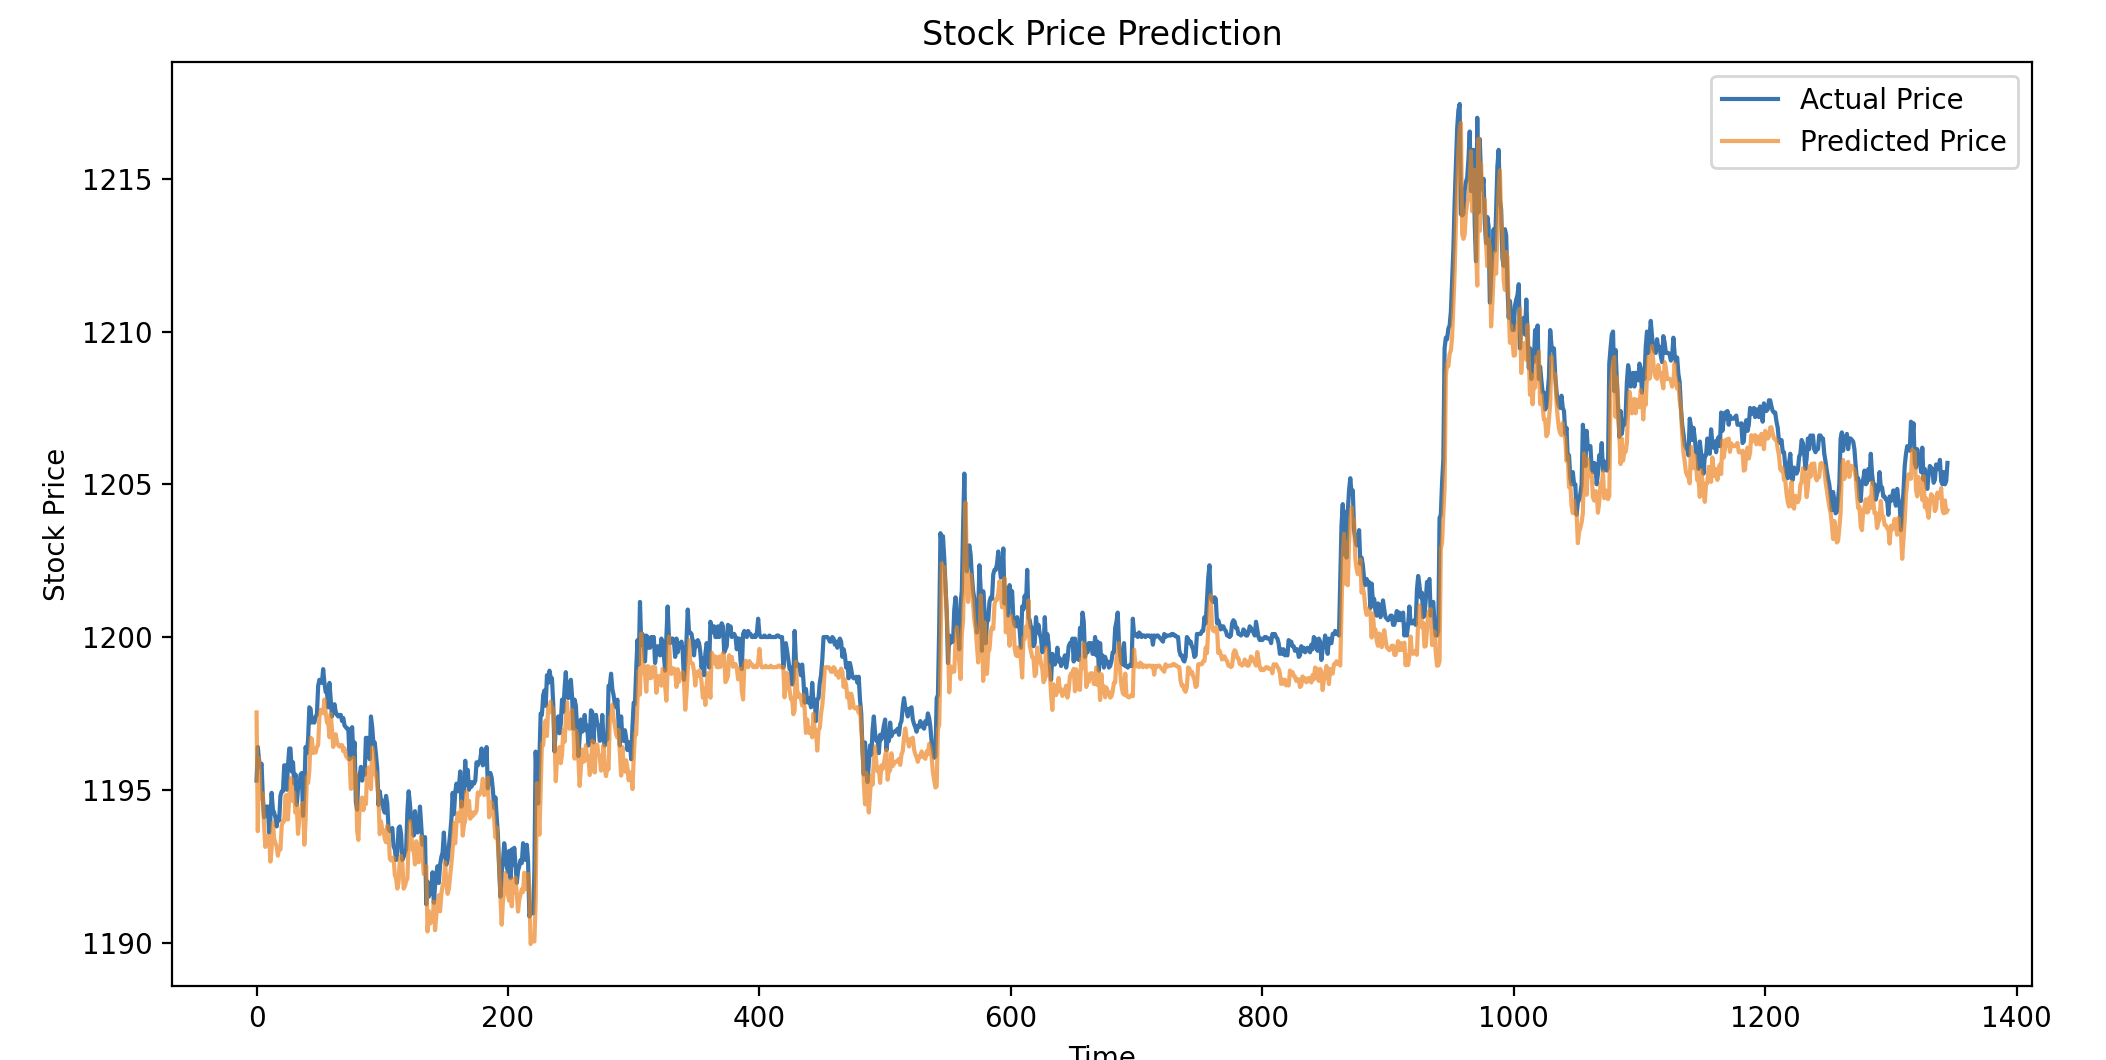 Stock Price Prediction
Actual Price
Predicted Price
1215
1210
1205
1200
1195
1190
Stock Price
0 200 400 600 800 1000 1200 1400
Time